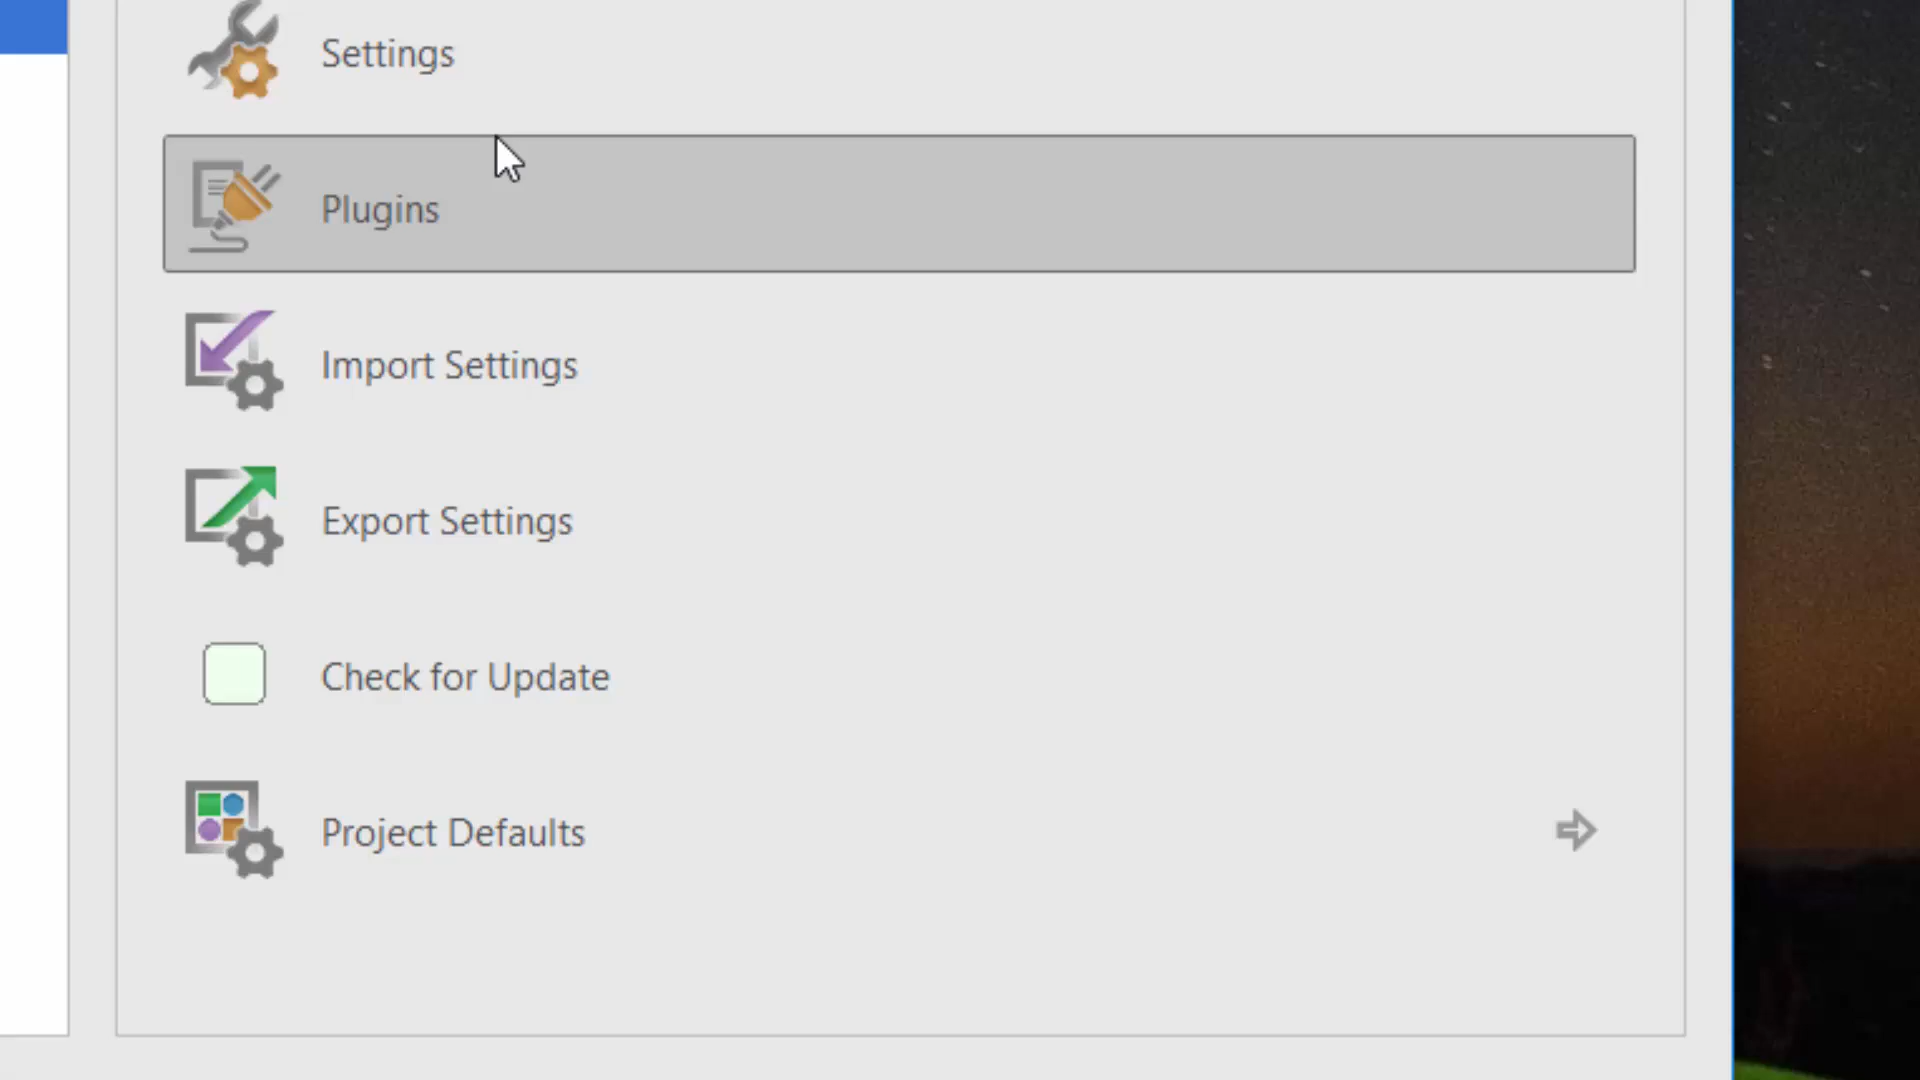 Settings
Plugins
Import Settings
Export Settings
Check for Update
Project Defaults